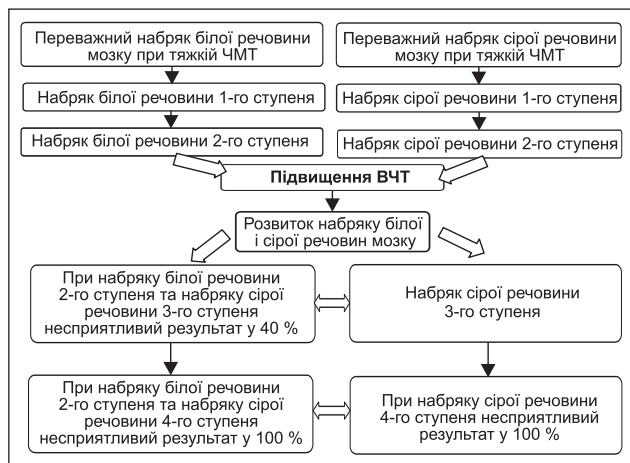 Переважний набряк білої речовини
мозку при тяжкій ЧМТ
Переважний набряк сірої речовини
мозку при тяжкій ЧМТ
Набряк білої речовини 1-го ступеня
Набряк сірої речовини 1-го ступеня
Набряк білої речовини 2-го ступеня
Набряк сірої речовини 2-го ступеня
Підвищення ВЧТ
Розвиток набряку білої
і сірої речовин мозку
При набряку білої речовини
2-го ступеня та набряку сірої
речовини 3-го ступеня
несприятливий результат у 40 %
Набряк сірої речовини
3-го ступеня
При набряку білої речовини
2-го ступеня та набряку сірої
речовини 4-го ступеня
несприятливий результат у 100 %
При набряку сірої речовини
4-го ступеня несприятливий
результат у 100 %